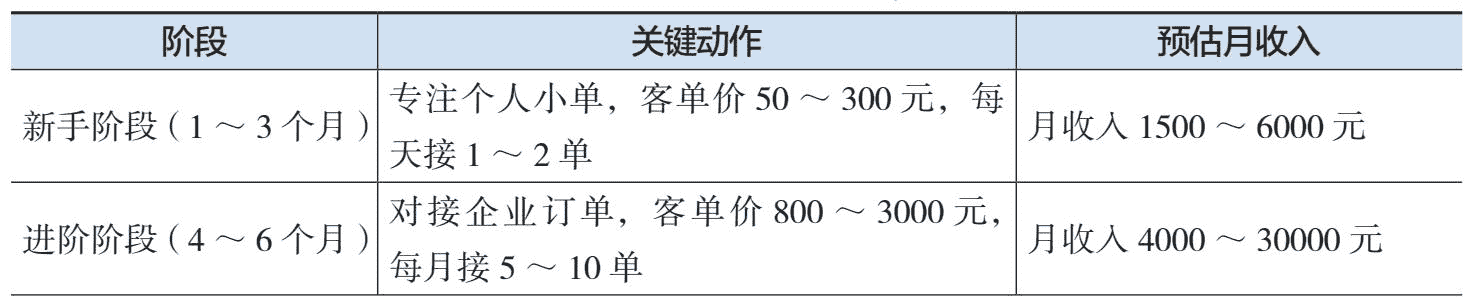 阶段 关键动作 预估月收入
新手阶段（1～3个月） 专注个人小单，客单价50～300元，每
天接1～2单 月收入1500～6000元
进阶阶段（4～6个月） 对接企业订单，客单价800～3000元，
每月接5～10单 月收入4000～30000元